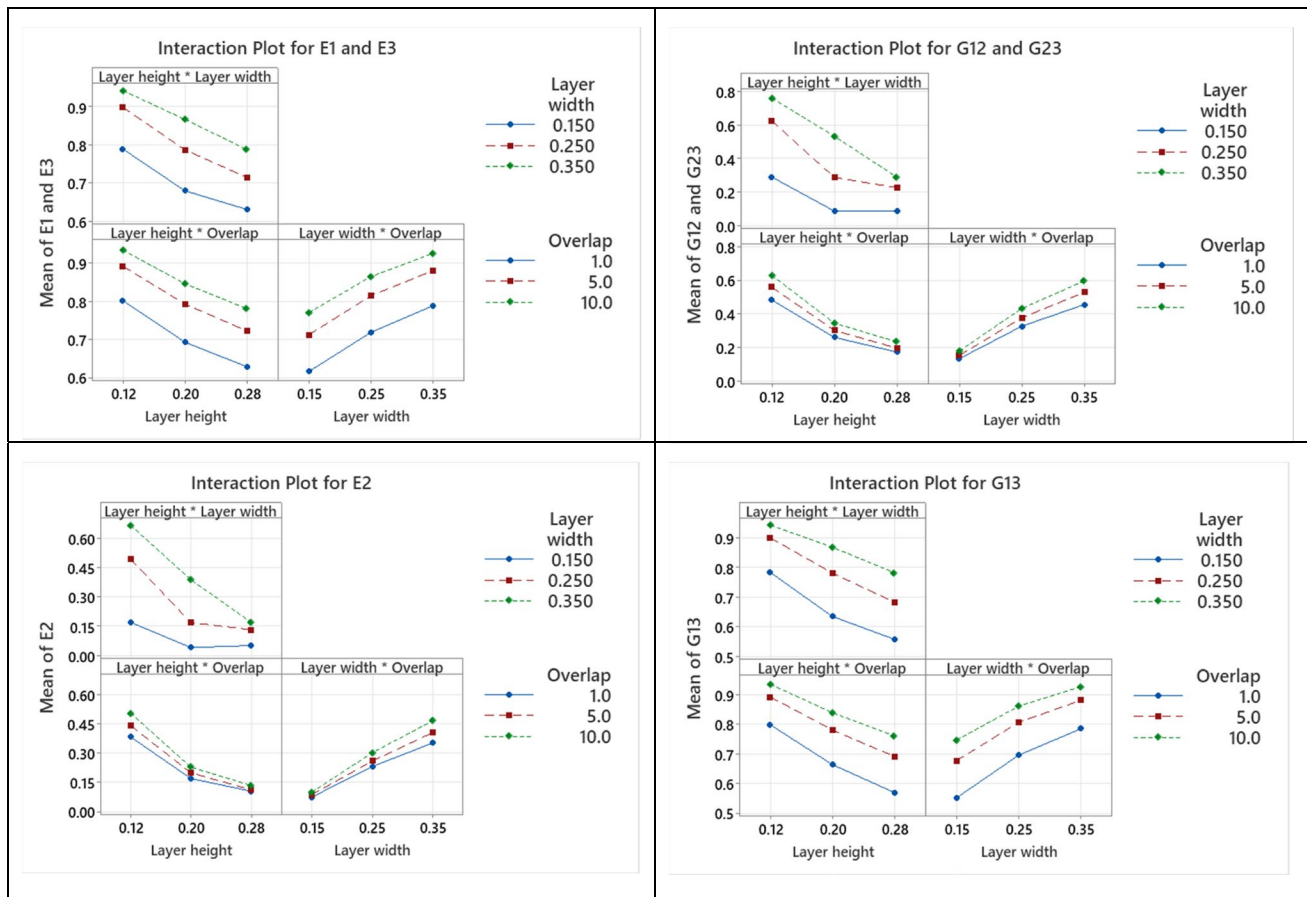 Interaction Plot for E1 and E3
Layer height * Layer width
Layer
width
0.150
0.250
0.350
0.9
0.8
0.7
0.6
Mean of E1 and E3
Layer height * Overlap
Layer width * Overlap
Overlap
1.0
5.0
10.0
0.9
0.8
0.7
0.6
0.12 0.20 0.28 0.15 0.25 0.35
Layer height Layer width
Interaction Plot for G12 and G23
Layer height * Layer width
Layer
width
0.150
0.250
0.350
0.8
0.6
0.4
0.2
0.0
Mean of G12 and G23
Layer height * Overlap
Layer width * Overlap
Overlap
1.0
5.0
10.0
0.8
0.6
0.4
0.2
0.0
0.12 0.20 0.28 0.15 0.25 0.35
Layer height Layer width
Interaction Plot for E2
Layer height * Layer width
Layer
width
0.150
0.250
0.350
0.60
0.45
0.30
0.15
0.00
Mean of E2
Layer height * Overlap
Layer width * Overlap
Overlap
1.0
5.0
10.0
0.60
0.45
0.30
0.15
0.00
0.12 0.20 0.28 0.15 0.25 0.35
Layer height Layer width
Interaction Plot for G13
Layer height * Layer width
Layer
width
0.150
0.250
0.350
0.9
0.8
0.7
0.6
0.5
Mean of G13
Layer height * Overlap
Layer width * Overlap
Overlap
1.0
5.0
10.0
0.9
0.8
0.7
0.6
0.5
0.12 0.20 0.28 0.15 0.25 0.35
Layer height Layer width